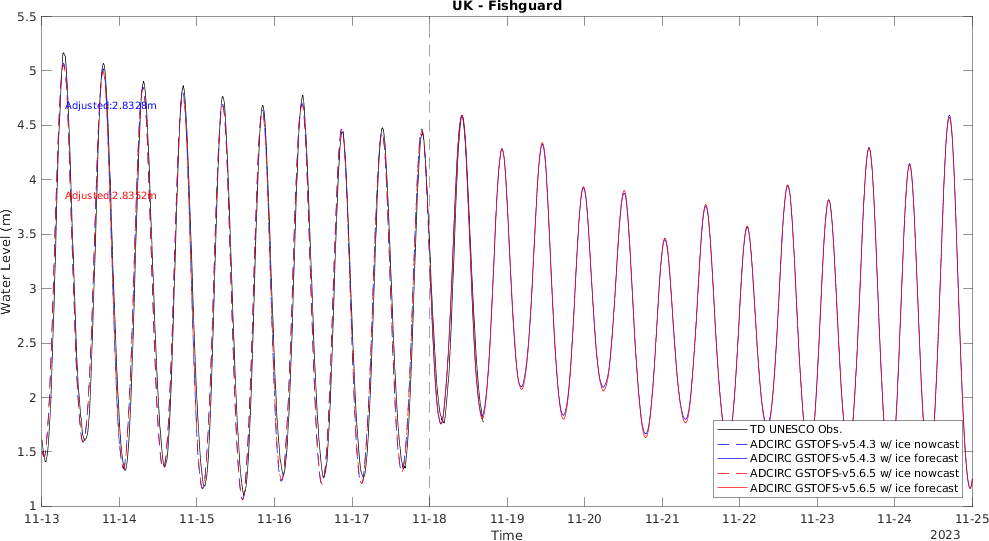 UK - Fishguard
5.5
5
4.5
4
3.5
3
2.5
2
1.5
1
Water Level (m)
Adjusted:2.8328m
Adjusted:2.8352m
TD UNESCO Obs.
ADCIRC GSTOFS-v5.4.3 w/ ice nowcast
ADCIRC GSTOFS-v5.4.3 w/ ice forecast
ADCIRC GSTOFS-v5.6.5 w/ ice nowcast
ADCIRC GSTOFS-v5.6.5 w/ ice forecast
11-13 11-14 11-15 11-16 11-17 11-18 11-19 11-20 11-21 11-22 11-23 11-24 11-25
Time
2023